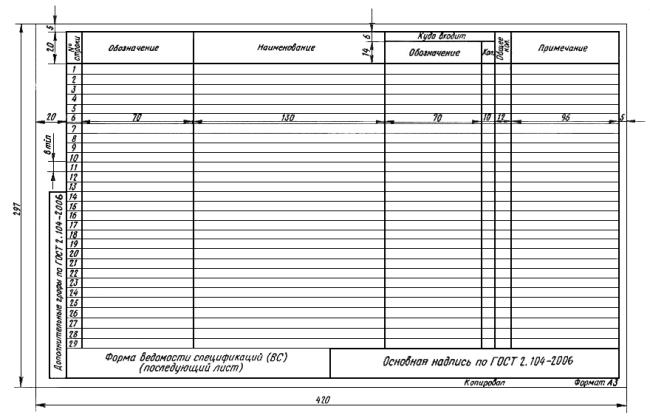 5
20
№ строки
Обозначение
Наименование
6
14
Куда входит
Обозначение
Кол.
Общее кол.
Примечание
1
2
3
4
5
20
6
70
130
70
10
12
96
5
7
8
9
8 min
10
11
12
13
14
15
16
17
18
19
20
21
22
23
24
25
26
27
28
29
297
Дополнительные графы по ГОСТ 2.104-2006
Форма ведомости спецификаций (ВС)
(последующий лист)
Основная надпись по ГОСТ 2.104-2006
Копировал
Формат А3
420